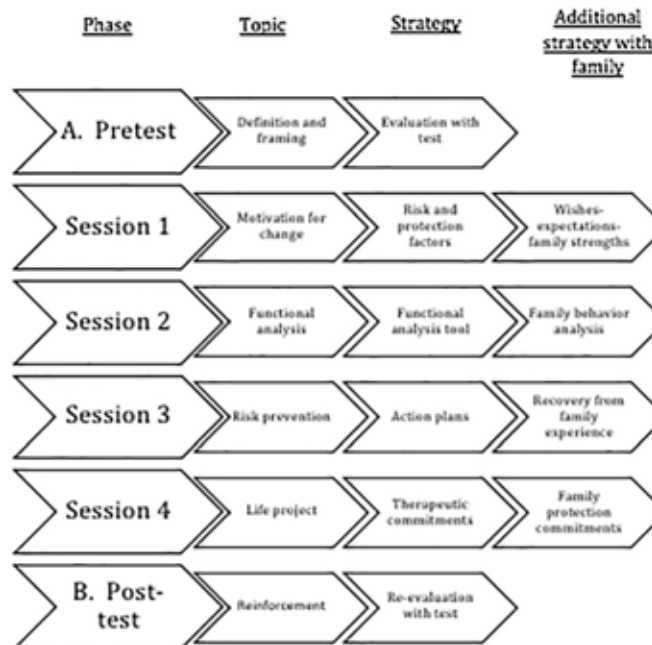 Phase
Topic
Strategy
Additional
strategy with
family
A. Pretest
Definition and
framing
Evaluation with
test
Session 1
Motivation for
change
Risk and
protection
factors
Wishes-
expectations-
family strengths
Session 2
Functional
analysis
Functional
analysis tool
Family behavior
analysis
Session 3
Risk prevention
Action plans
Recovery from
family
experience
Session 4
Life project
Therapeutic
commitments
Family
protection
commitments
B. Post-
test
Reinforcement
Re-evaluation
with test